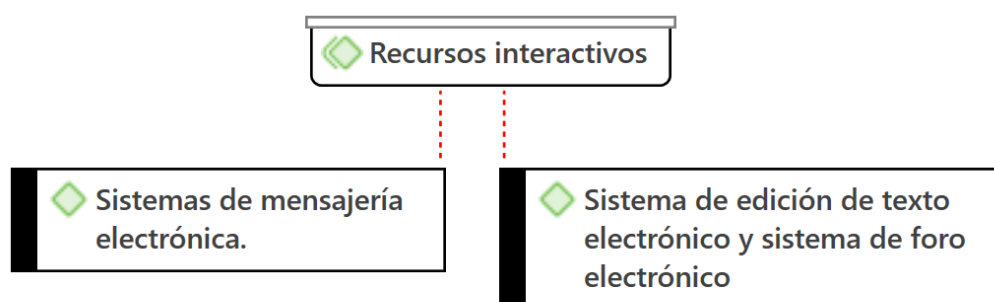 Recursos interactivos
Sistemas de mensajería
electrónica.
Sistema de edición de texto
electrónico y sistema de foro
electrónico